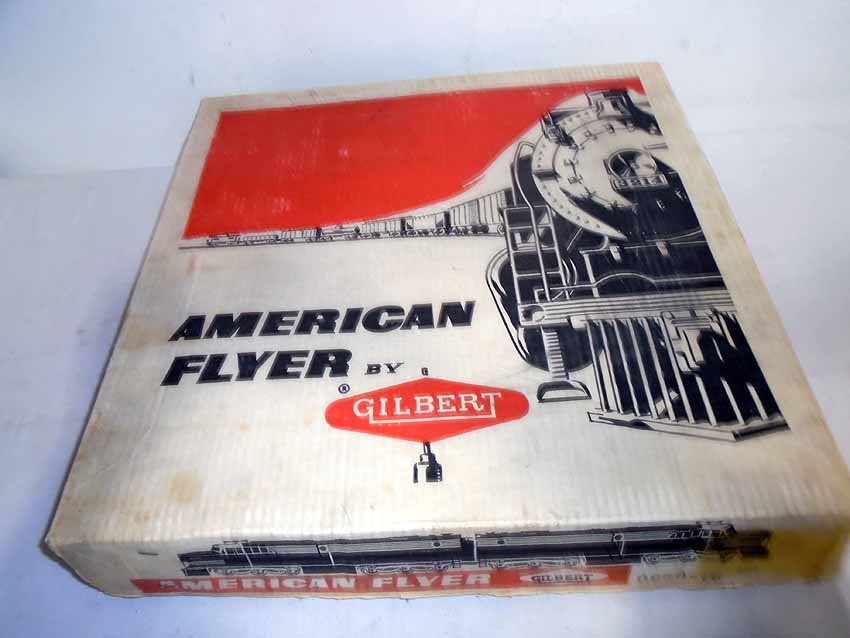 AMERICAN
FLYER BY
®
GILBERT
AMERICAN FLYER GILBERT